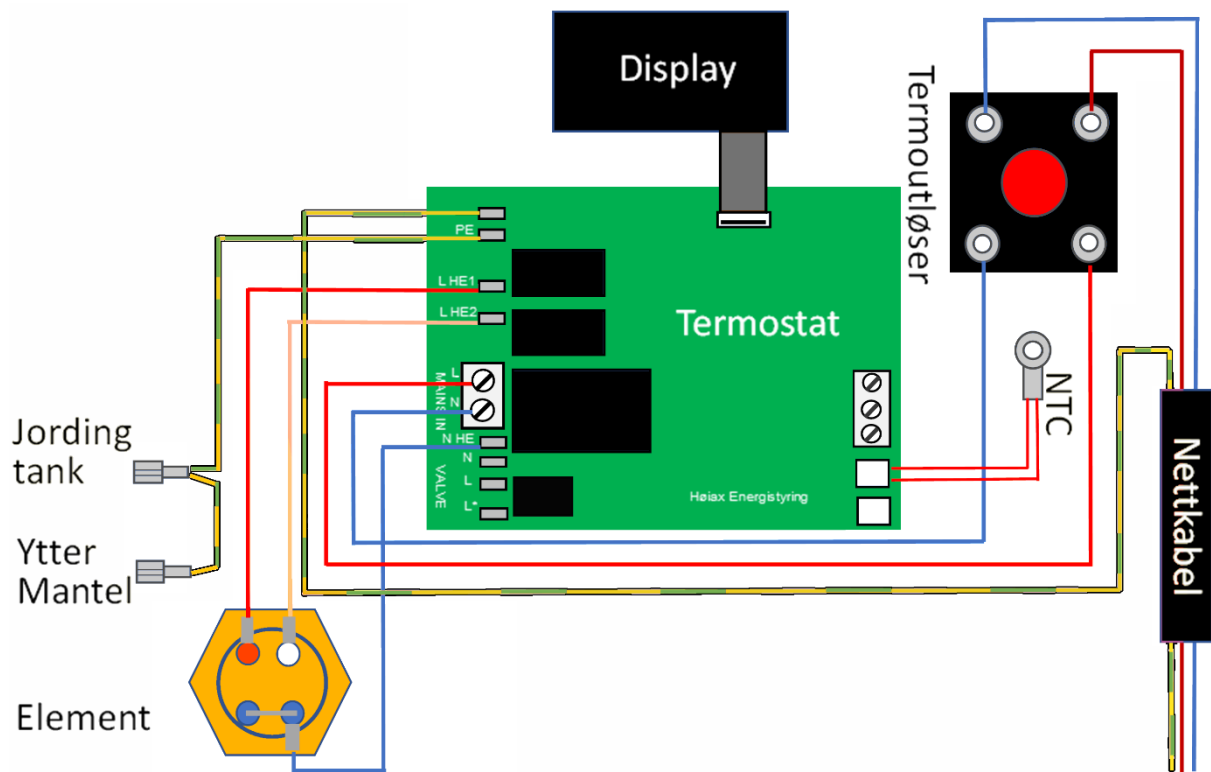 Display
Termoutløser
PE
L HE1
L HE2
Termostat
L
N
MAINS IN
N HE
N
L
L*
VALVE
Høiax Energistyring
NTC
Nettkabel
Jording
tank
Ytter
Mantel
Element